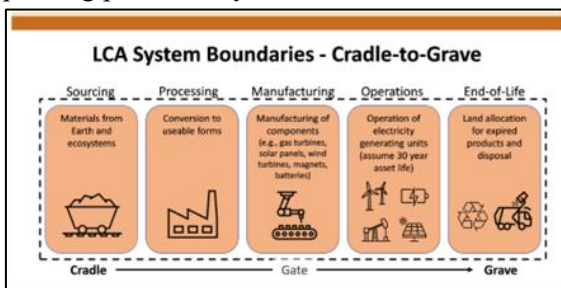 LCA System Boundaries - Cradle-to-Grave
Sourcing
Materials from
Earth and
ecosystems
Processing
Conversion to
useable forms
Manufacturing
Manufacturing of
components
(e.g., gas turbines,
solar panels, wind
turbines, magnets,
batteries)
Operations
Operation of
electricity
generating units
(assume 30 year
asset life)
End-of-Life
Land allocation for
expired
products and
disposal
Cradle
Gate
Grave